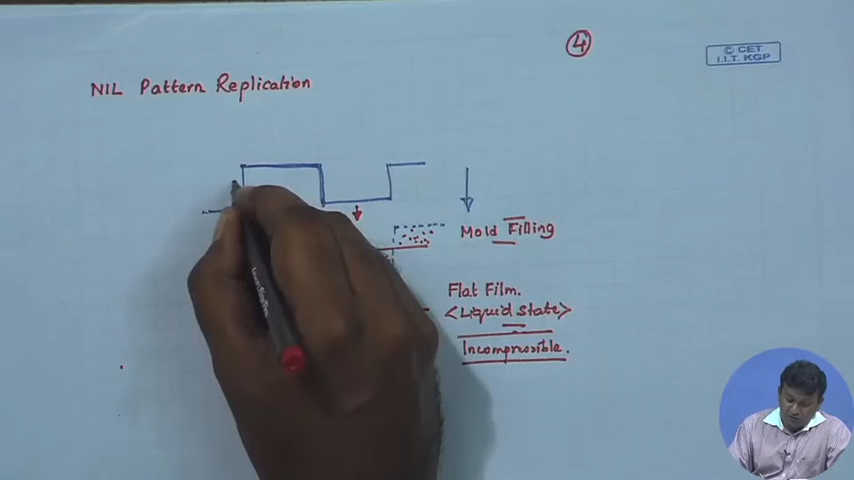 4
© CET
I.I.T. KGP
NIL Pattern Replication
Mold Filling
Flat Film.
<Liquid State>
Incompressible.